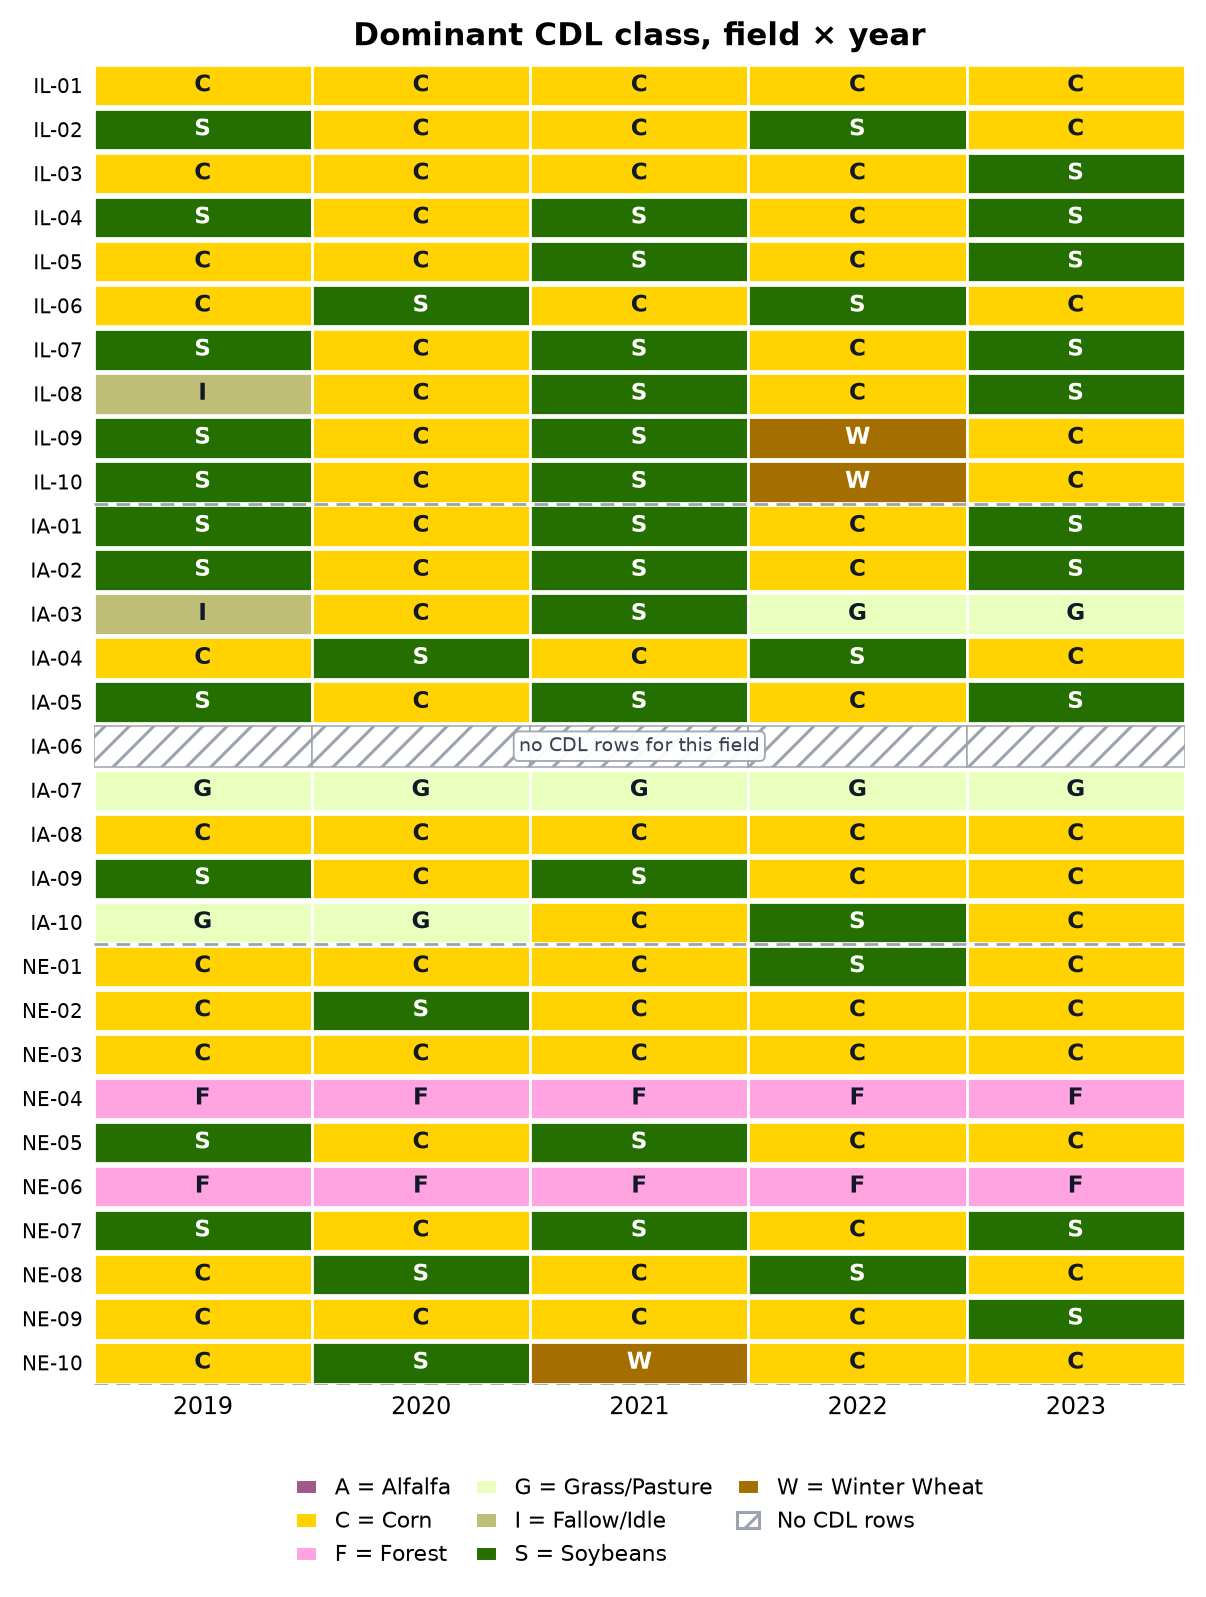 Dominant CDL class, field × year
IL-01 C C C C C
IL-02 S C C S C
IL-03 C C C C S
IL-04 S C S C S
IL-05 C C S C S
IL-06 C S C S C
IL-07 S C S C S
IL-08 I C S C S
IL-09 S C S W C
IL-10 S C S W C
IA-01 S C S C S
IA-02 S C S C S
IA-03 I C S G G
IA-04 C S C S C
IA-05 S C S C S
IA-06 no CDL rows for this field
IA-07 G G G G G
IA-08 C C C C C
IA-09 S C S C C
IA-10 G G C S C
NE-01 C C C S C
NE-02 C S C C C
NE-03 C C C C C
NE-04 F F F F F
NE-05 S C S C C
NE-06 F F F F F
NE-07 S C S C S
NE-08 C S C S C
NE-09 C C C C S
NE-10 C S W C C
2019 2020 2021 2022 2023
A = Alfalfa G = Grass/Pasture W = Winter Wheat
C = Corn I = Fallow/Idle No CDL rows
F = Forest S = Soybeans